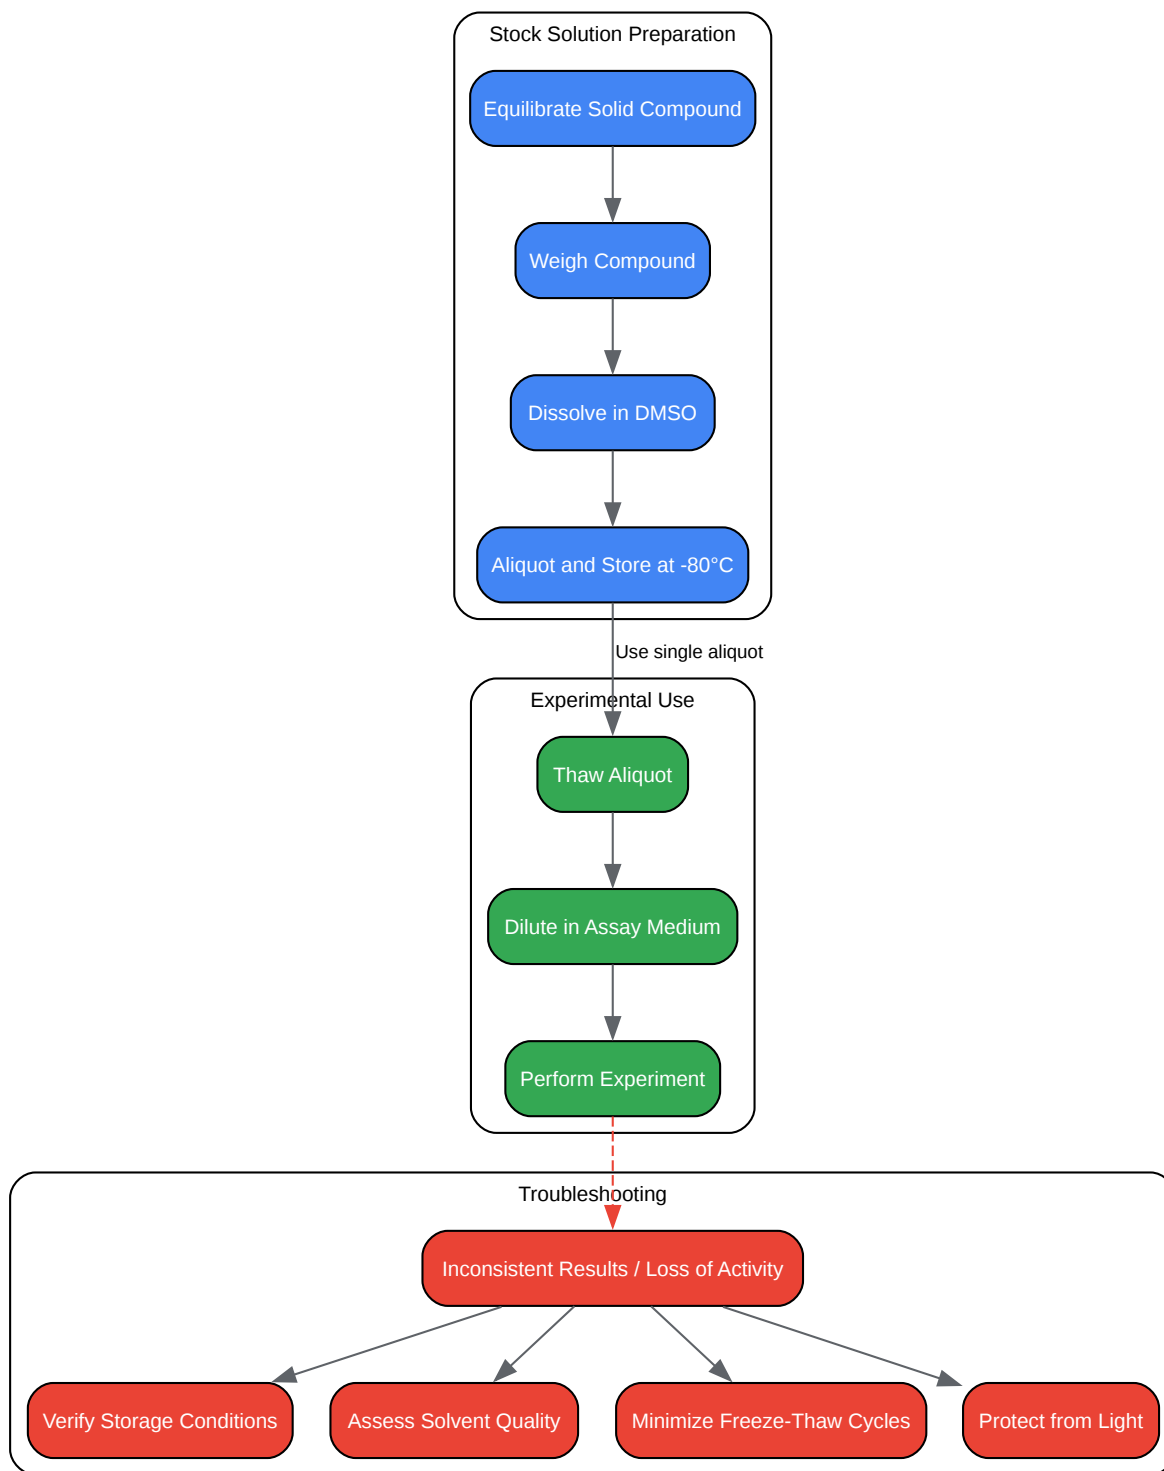 Stock Solution Preparation
Equilibrate Solid Compound
Weigh Compound
Dissolve in DMSO
Aliquot and Store at -80°C
Use single aliquot
Experimental Use
Thaw Aliquot
Dilute in Assay Medium
Perform Experiment
Troubleshooting
Inconsistent Results / Loss of Activity
Verify Storage Conditions
Assess Solvent Quality
Minimize Freeze-Thaw Cycles
Protect from Light